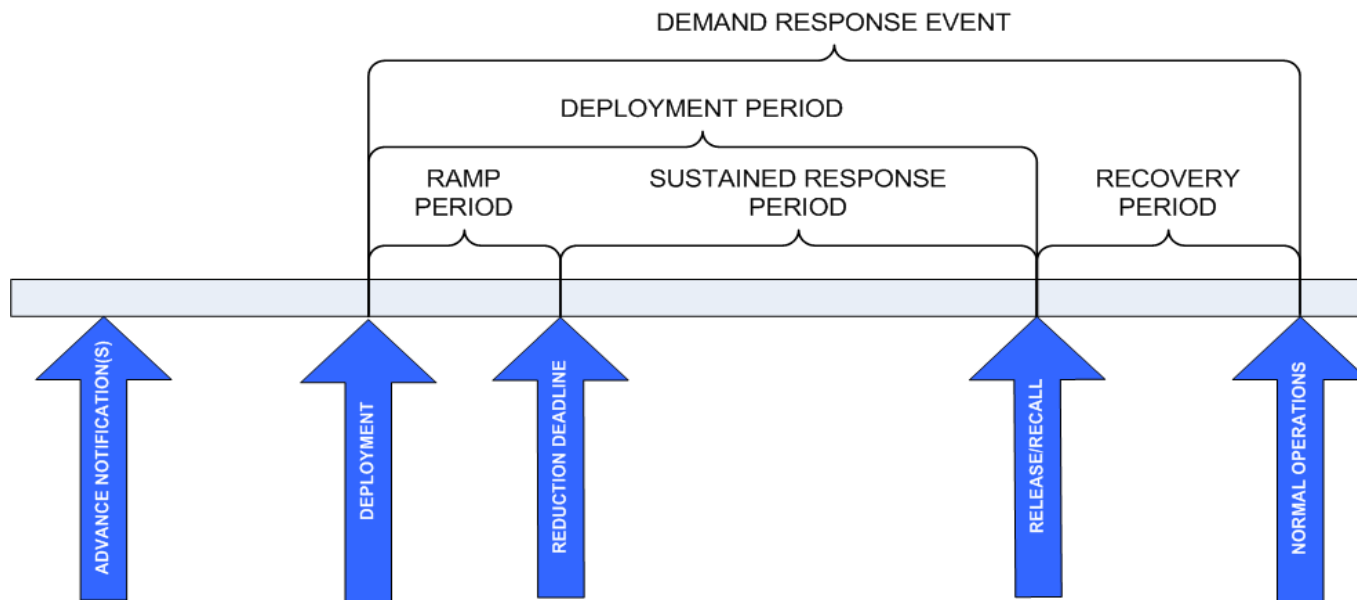 DEMAND RESPONSE EVENT
DEPLOYMENT PERIOD
RAMP
PERIOD
SUSTAINED RESPONSE
PERIOD
RECOVERY
PERIOD
ADVANCE NOTIFICATION(S)
DEPLOYMENT
REDUCTION DEADLINE
RELEASE/RECALL
NORMAL OPERATIONS